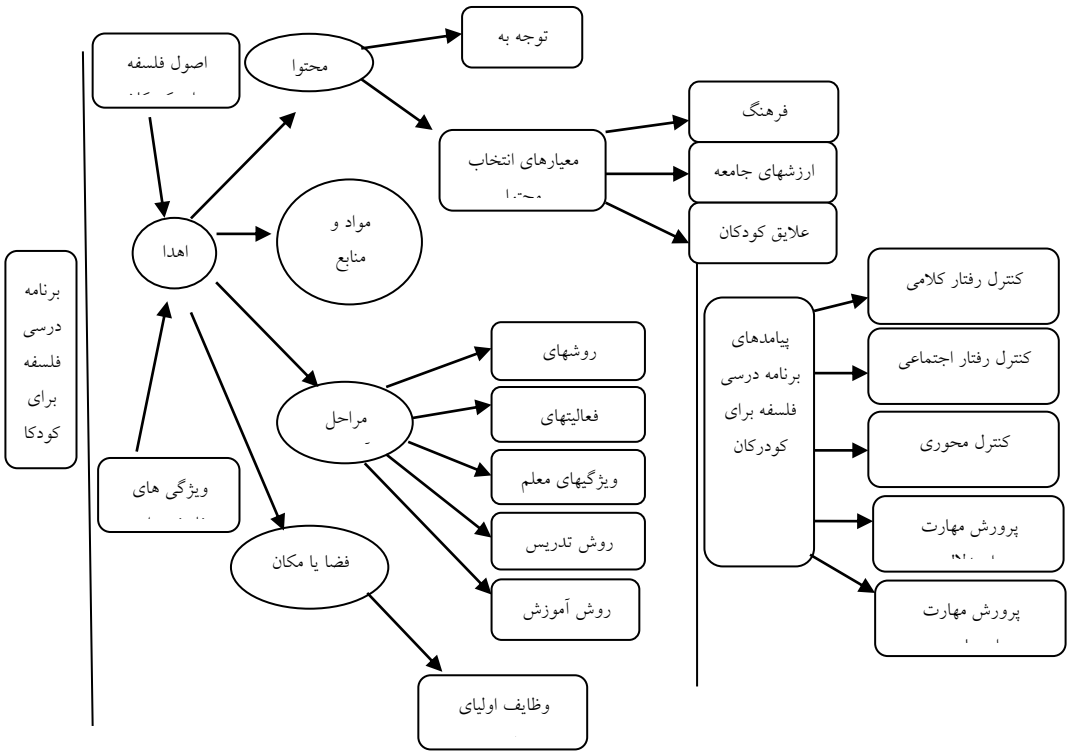 برنامه
درسی
فلسفه
برای
کودکا
اصول فلسفه
اهدا
ویژگی های
محتوا
توجه به
معیارهای انتخاب
محتوا
فرهنگ
ارزشهای جامعه
علایق کودکان
مواد و
منابع
مراحل
روشهای
فعالیتهای
ویژگیهای معلم
روش تدریس
روش آموزش
فضا یا مکان
وظایف اولیای
پیامدهای
برنامه درسی
فلسفه برای
کودرکان
کنترل رفتار کلامی
کنترل رفتار اجتماعی
کنترل محوری
پرورش مهارت
پرورش مهارت